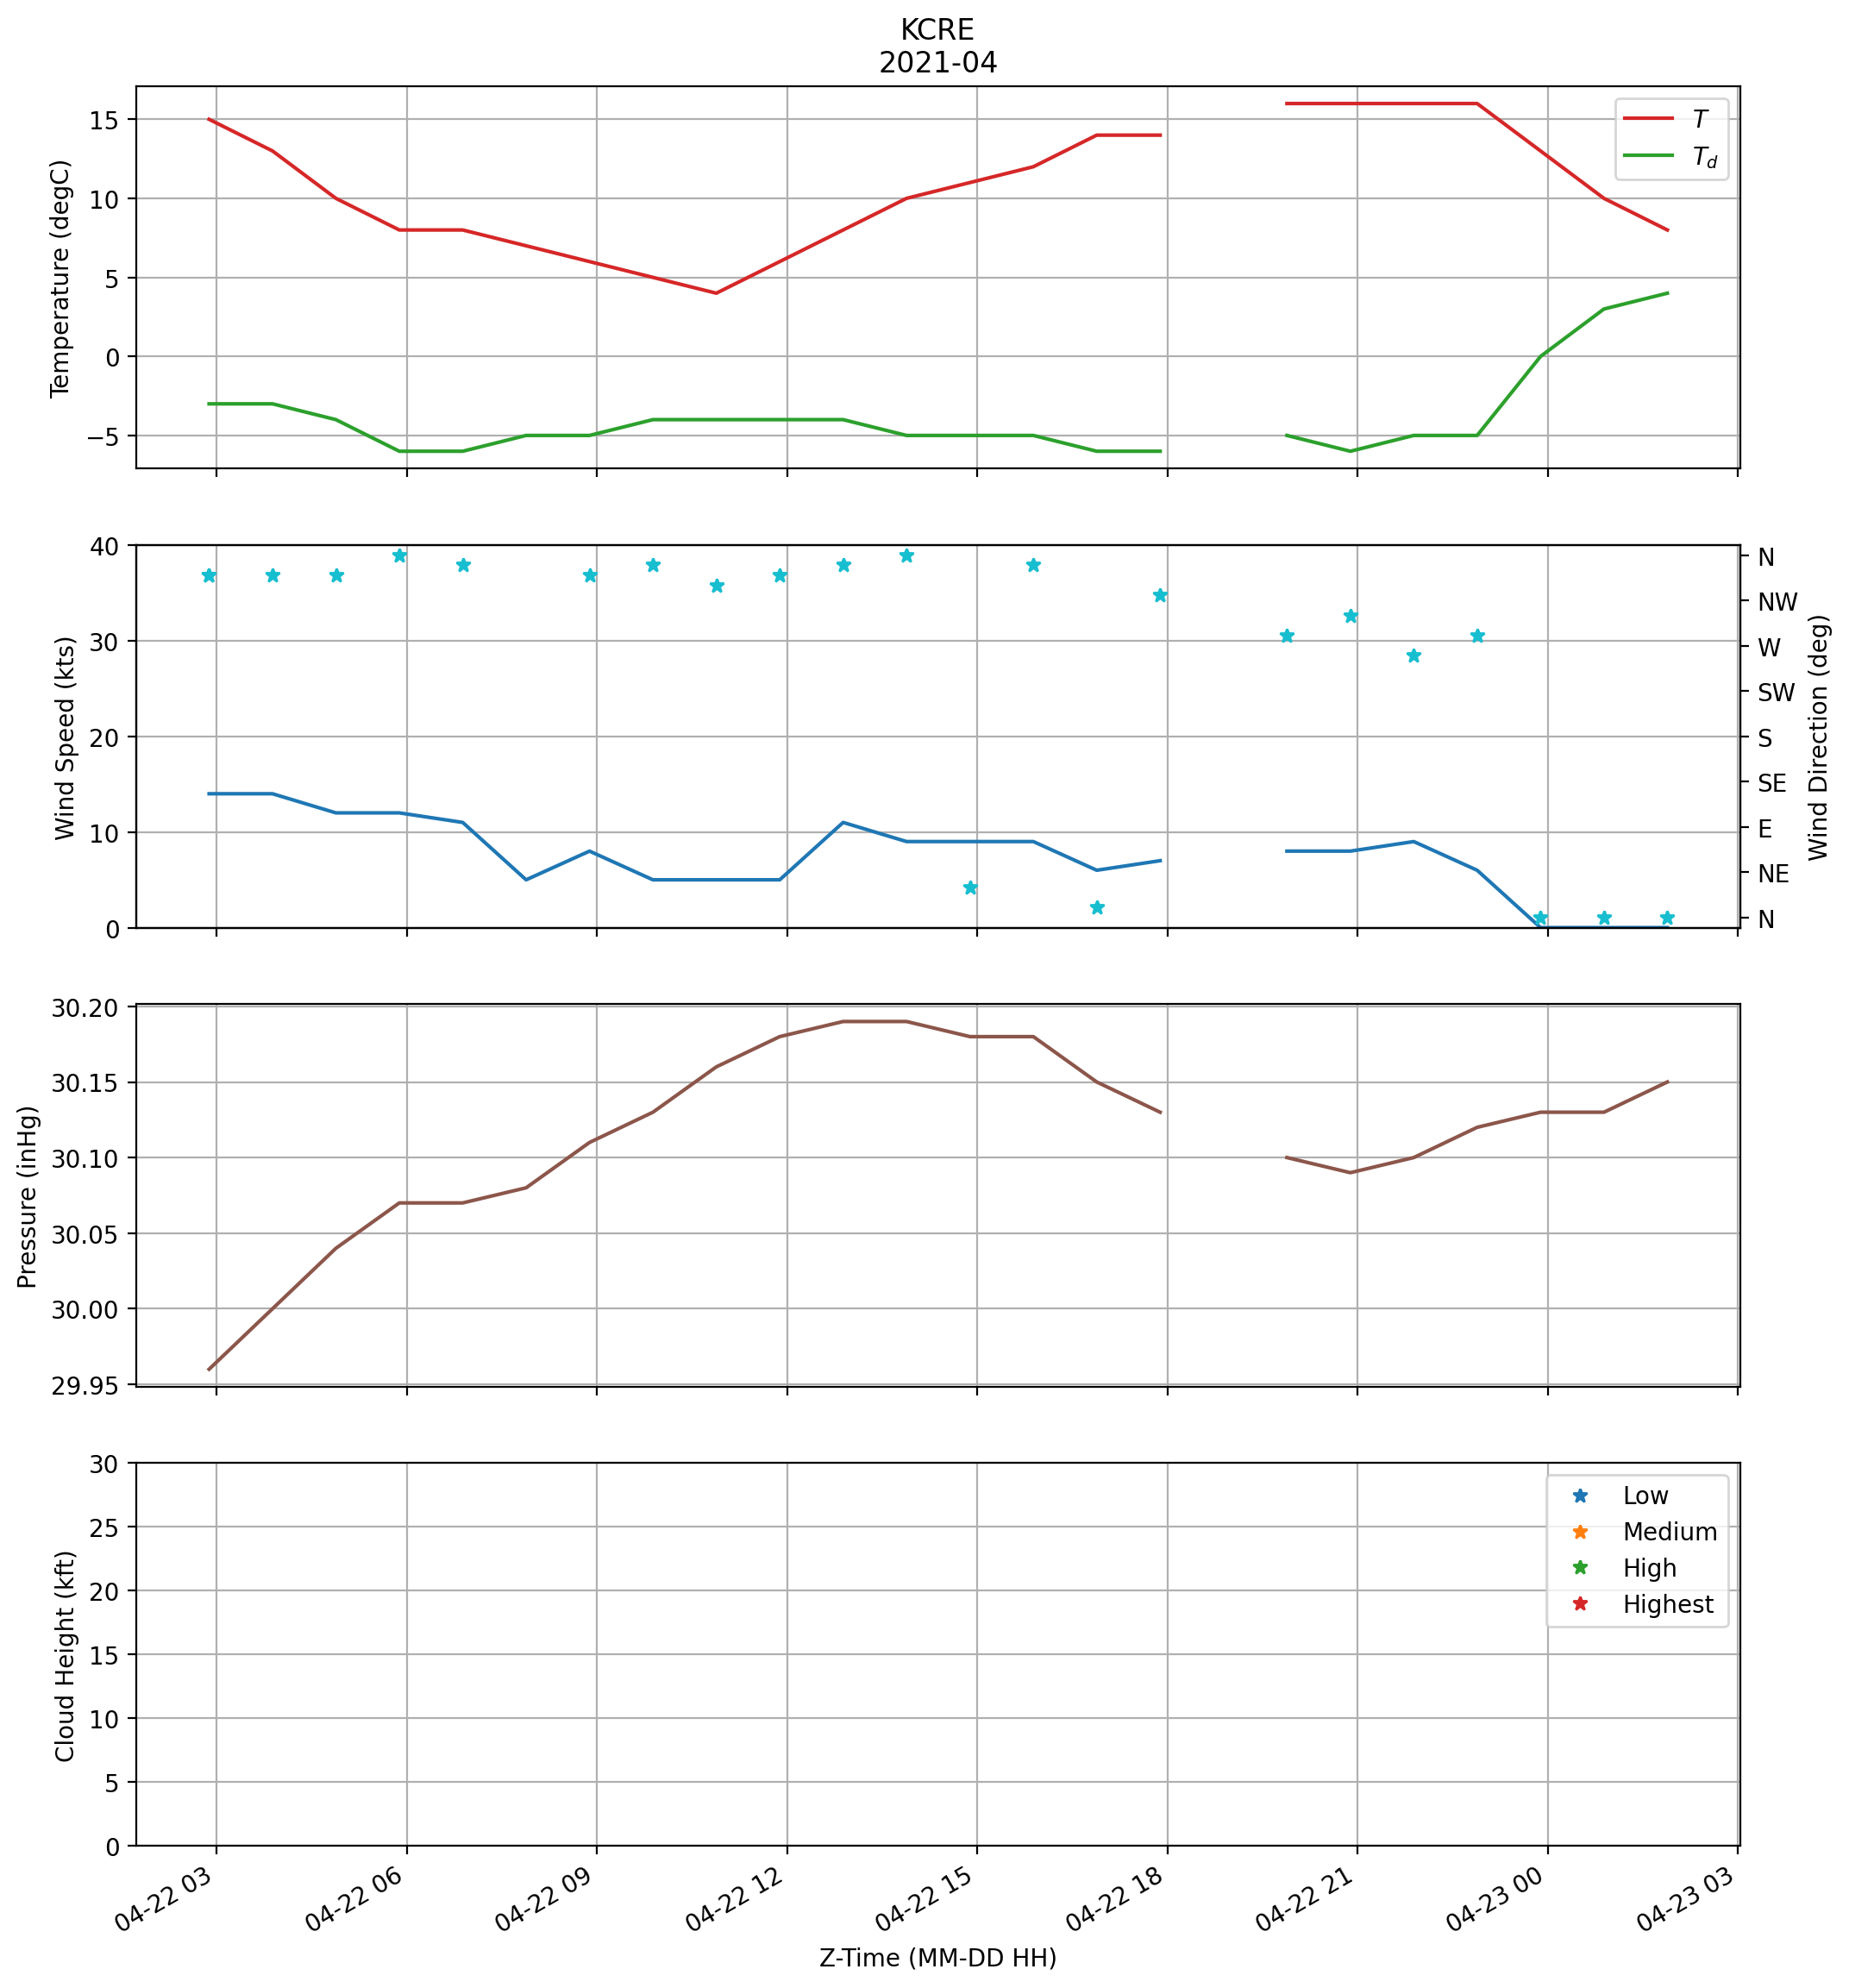 KCRE
2021-04
Temperature (degC)
15
10
5
0
−5
T
T_d
Wind Speed (kts)
40
30
20
10
0
N
NW
W
SW
S
SE
E
NE
N
Wind Direction (deg)
Pressure (inHg)
30.20
30.15
30.10
30.05
30.00
29.95
Cloud Height (kft)
30
25
20
15
10
5
0
Low
Medium
High
Highest
04-22 03
04-22 06
04-22 09
04-22 12
04-22 15
04-22 18
04-22 21
04-23 00
04-23 03
Z-Time (MM-DD HH)